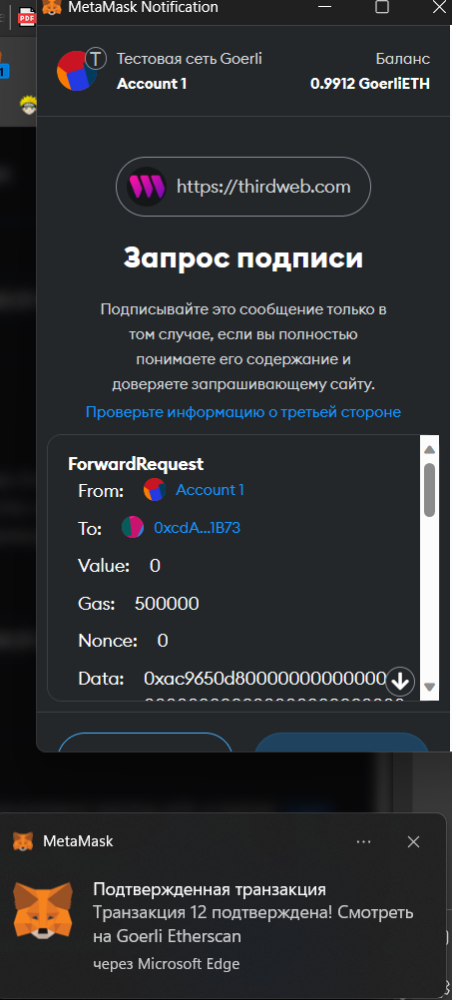 PDF
MetaMask Notification
T
Тестовая сеть Goerli
Баланс
Account 1
0.9912 GoerliETH
https://thirdweb.com
Запрос подписи
Подписывайте это сообщение только в
том случае, если вы полностью
понимаете его содержание и
доверяете запрашивающему сайту.
Проверьте информацию о третьей стороне
ForwardRequest
From: Account 1
To: 0xcdA...1B73
Value: 0
Gas: 500000
Nonce: 0
Data: 0xac9650d80000000000000
MetaMask
Подтвержденная транзакция
Транзакция 12 подтверждена! Смотреть
на Goerli Etherscan
через Microsoft Edge